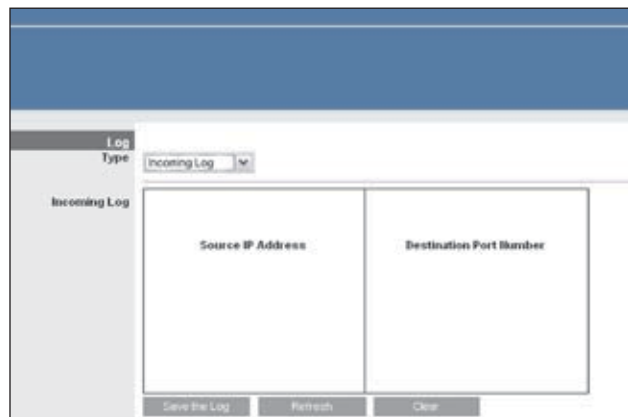 Log
Type
Incoming Log
Incoming Log
Source IP Address
Destination Port Number
Save the Log
Refresh
Clear